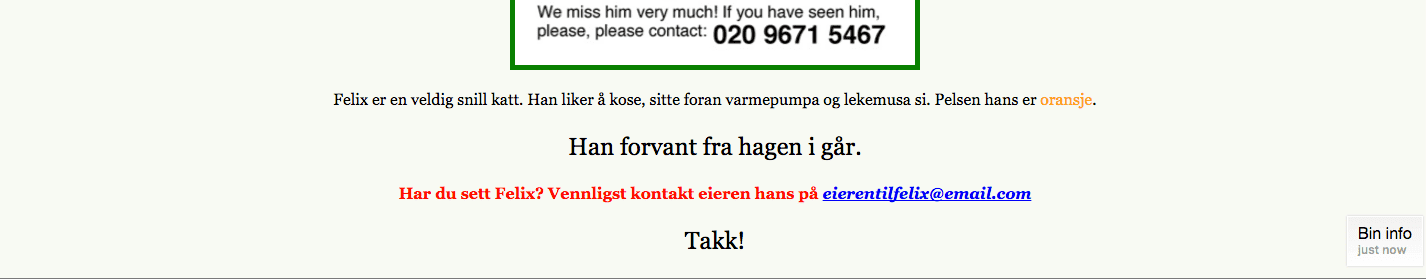 We miss him very much! If you have seen him,
please, please contact: 020 9671 5467
Felix er en veldig snill katt. Han liker å kose, sitte foran varmepumpa og lekemusa si. Pelsen hans er oransje.
Han forvant fra hagen i går.
Har du sett Felix? Vennligst kontakt eieren hans på eierentilfelix@email.com
Takk!
Bin info
just now